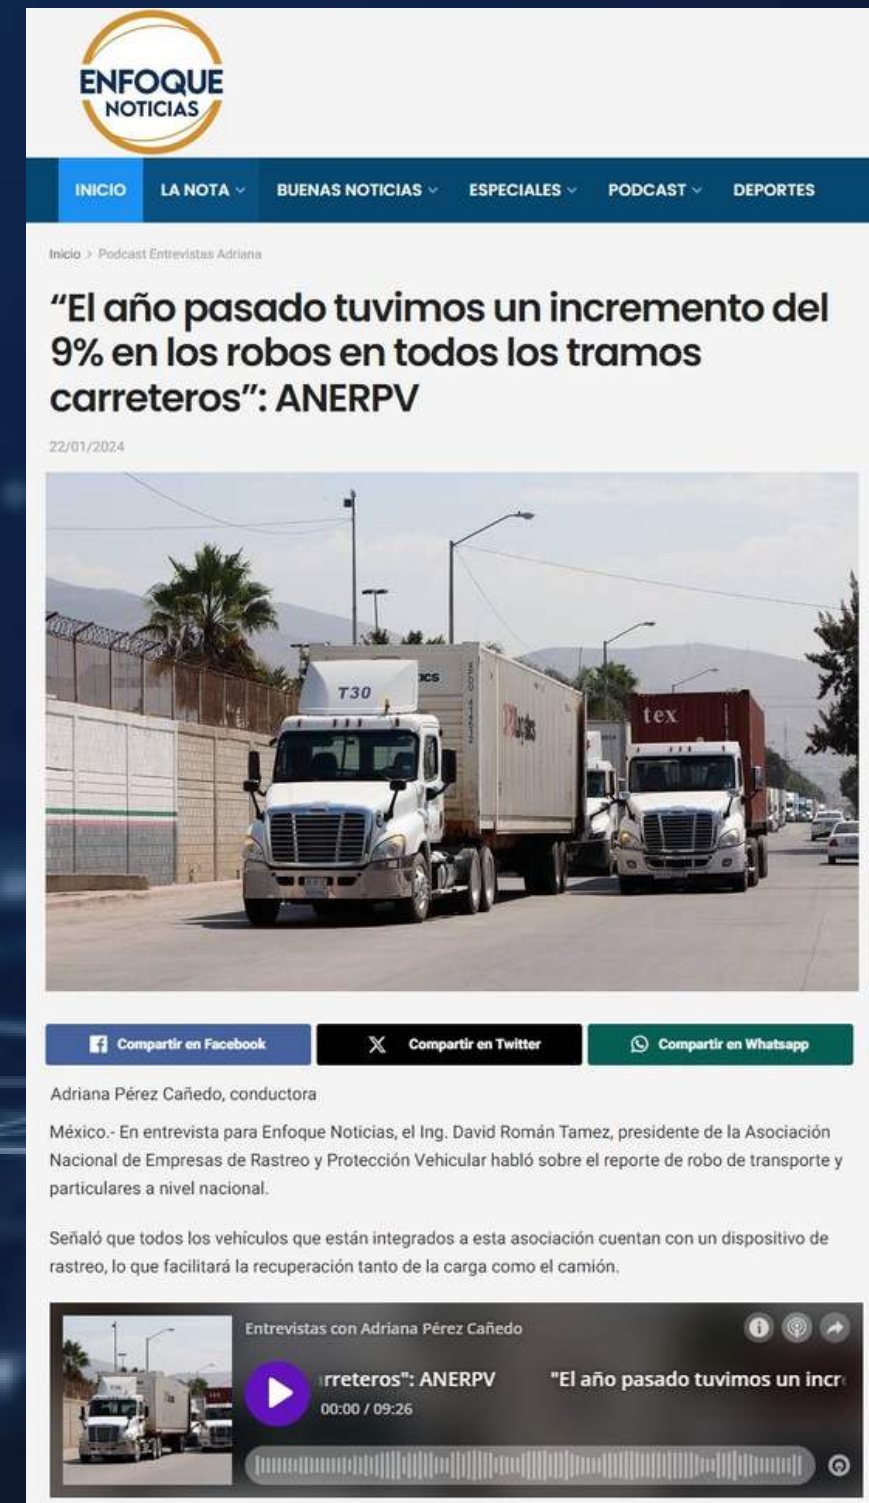 ENFOQUE
NOTICIAS
INICIO LA NOTA BUENAS NOTICIAS ESPECIALES PODCAST DEPORTES
Inicio > Podcast Entrevistas Adriana
“El año pasado tuvimos un incremento del
9% en los robos en todos los tramos
carreteros”: ANERPV
22/01/2024
T30
ICS
tex
Compartir en Facebook Compartir en Twitter Compartir en Whatsapp
Adriana Pérez Cañedo, conductora
México.- En entrevista para Enfoque Noticias, el Ing. David Román Tamez, presidente de la Asociación
Nacional de Empresas de Rastreo y Protección Vehicular habló sobre el reporte de robo de transporte y
particulares a nivel nacional.
Señaló que todos los vehículos que están integrados a esta asociación cuentan con un dispositivo de
rastreo, lo que facilitará la recuperación tanto de la carga como el camión.
Entrevistas con Adriana Pérez Cañedo
rreteros": ANERPV "El año pasado tuvimos un incr
00:00 / 09:26